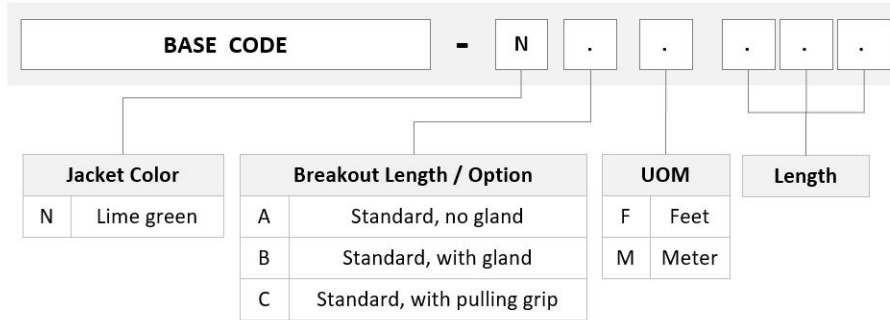 BASE CODE - N . . . . .
Jacket Color
N Lime green
Breakout Length / Option
A Standard, no gland
B Standard, with gland
C Standard, with pulling grip
UOM
F Feet
M Meter
Length